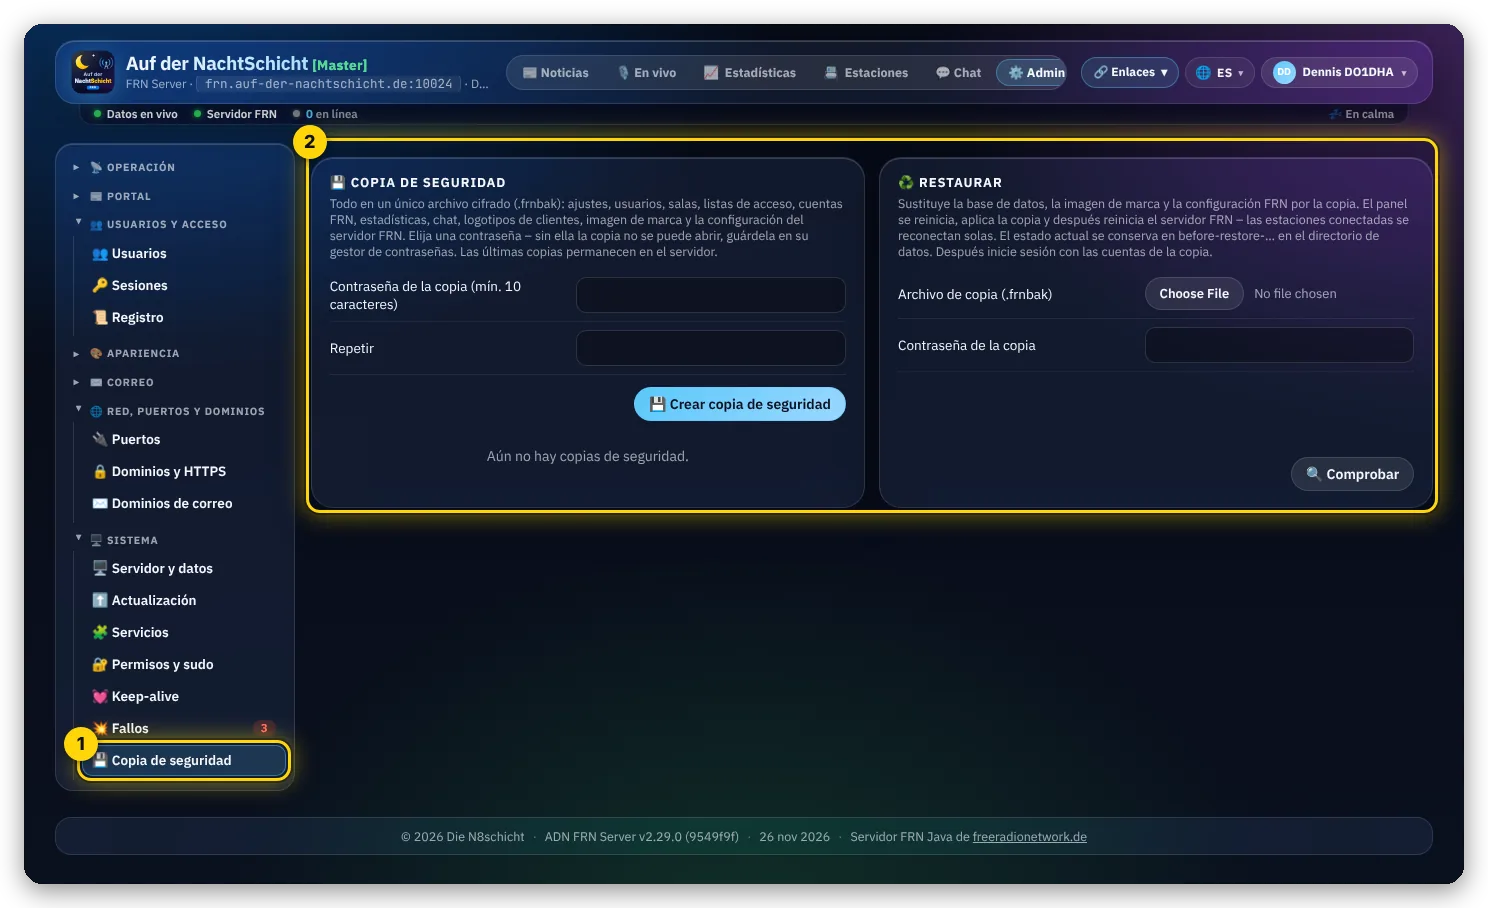 Auf der NachtSchicht [Master]
FRN Server · frn.auf-der-nachtschicht.de:10024 · D...
Auf der
NachtSchicht
📰 Noticias
🎙️ En vivo
📈 Estadísticas
📇 Estaciones
💬 Chat
⚙️ Admin
🔗 Enlaces ▾
🌐 ES ▾
DD Dennis DO1DHA ▾
Datos en vivo
Servidor FRN
0 en línea
💤 En calma
▸ 📡 OPERACIÓN
▸ 📰 PORTAL
▾ 👥 USUARIOS Y ACCESO
👥 Usuarios
🔑 Sesiones
📜 Registro
▸ 🎨 APARIENCIA
▸ ✉️ CORREO
▾ 🌐 RED, PUERTOS Y DOMINIOS
🔌 Puertos
🔒 Dominios y HTTPS
✉️ Dominios de correo
▾ 🖥️ SISTEMA
🖥️ Servidor y datos
⬆️ Actualización
🧩 Servicios
🔐 Permisos y sudo
💓 Keep-alive
💥 Fallos 3
1
💾 Copia de seguridad
2
💾 COPIA DE SEGURIDAD
Todo en un único archivo cifrado (.frnbak): ajustes, usuarios, salas, listas de acceso, cuentas
FRN, estadísticas, chat, logotipos de clientes, imagen de marca y la configuración del
servidor FRN. Elija una contraseña – sin ella la copia no se puede abrir, guárdela en su
gestor de contraseñas. Las últimas copias permanecen en el servidor.
Contraseña de la copia (mín. 10
caracteres)
Repetir
💾 Crear copia de seguridad
Aún no hay copias de seguridad.
♻️ RESTAURAR
Sustituye la base de datos, la imagen de marca y la configuración FRN por la copia. El panel
se reinicia, aplica la copia y después reinicia el servidor FRN – las estaciones conectadas se
reconectan solas. El estado actual se conserva en before-restore-… en el directorio de
datos. Después inicie sesión con las cuentas de la copia.
Archivo de copia (.frnbak)
Choose File No file chosen
Contraseña de la copia
🔍 Comprobar
© 2026 Die N8schicht · ADN FRN Server v2.29.0 (9549f9f) · 26 nov 2026 · Servidor FRN Java de freeradionetwork.de